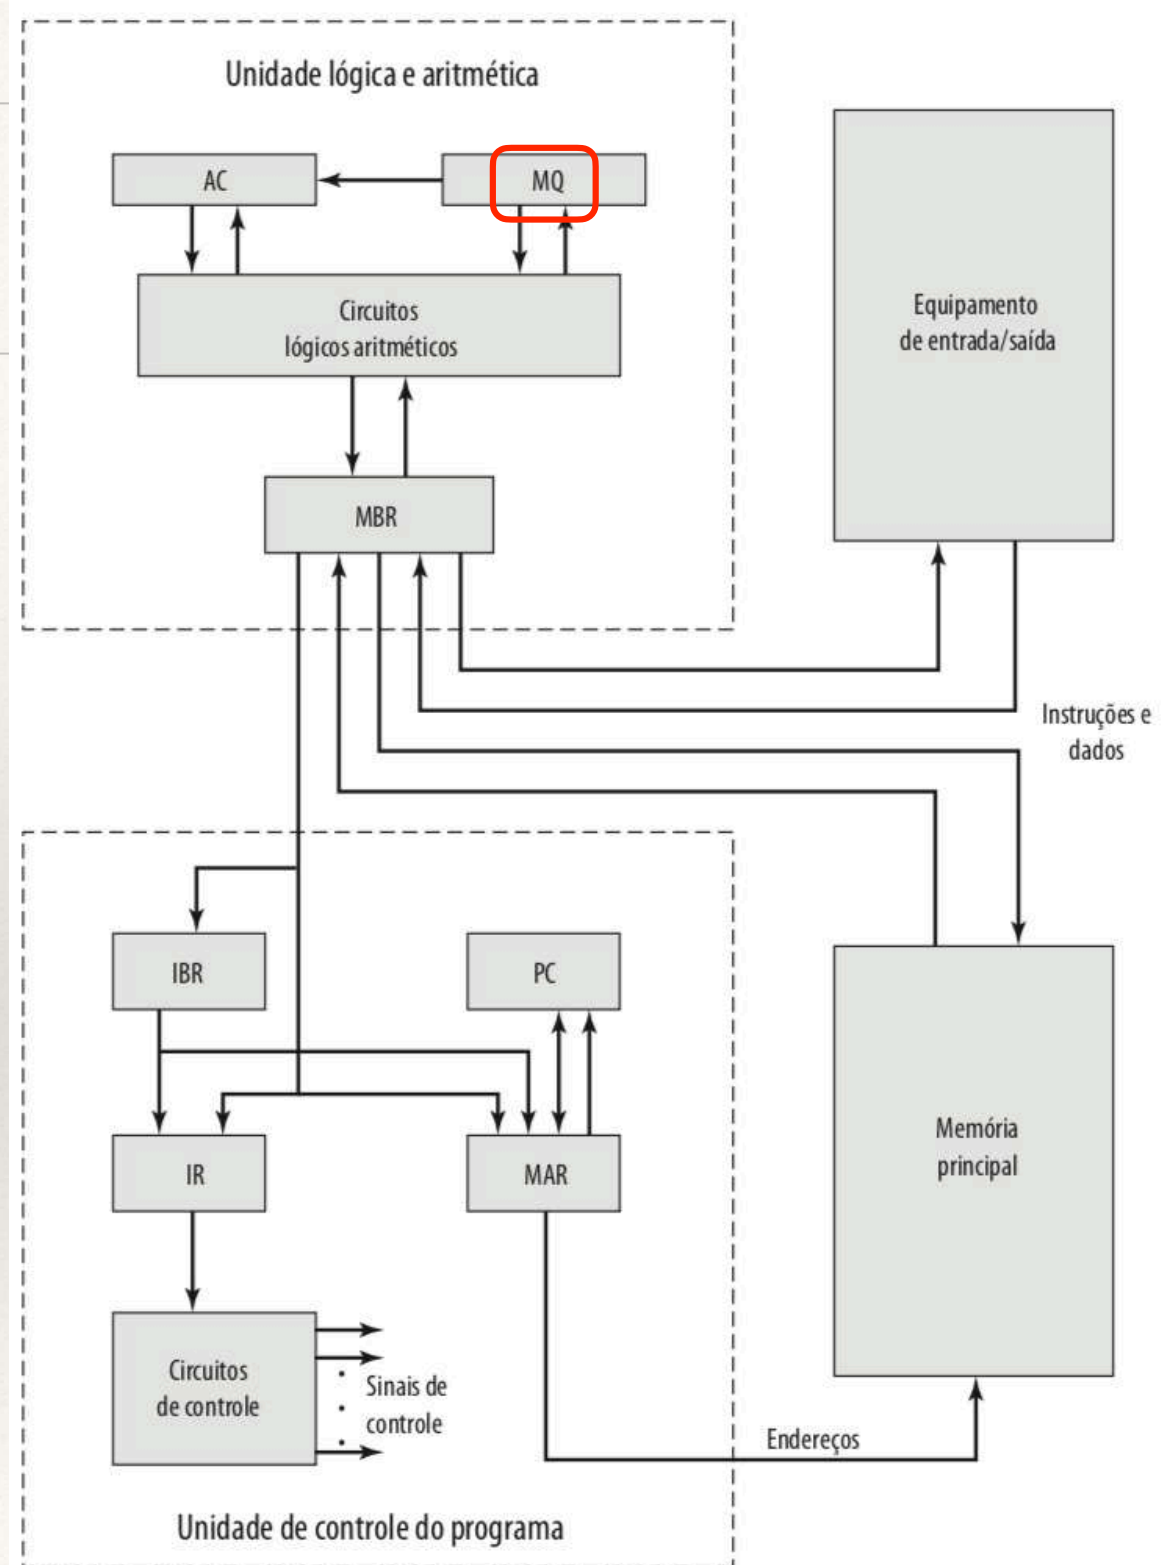 Unidade lógica e aritmética
AC
MQ
Circuitos
lógicos aritméticos
Equipamento
de entrada/saída
MBR
Instruções e
dados
IBR
PC
IR
MAR
Memória
principal
Circuitos
de controle
Sinais de
controle
Endereços
Unidade de controle do programa